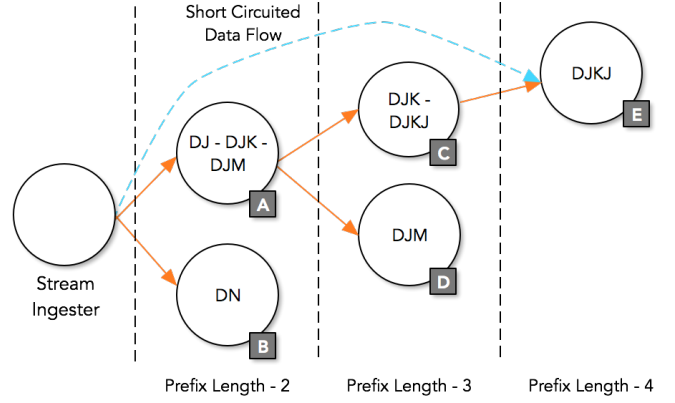 Short Circuited
Data Flow
DJKJ
E
DJK -
DJKJ
C
DJ - DJK -
DJM
A
DJM
D
Stream
Ingester
DN
B
Prefix Length - 2
Prefix Length - 3
Prefix Length - 4